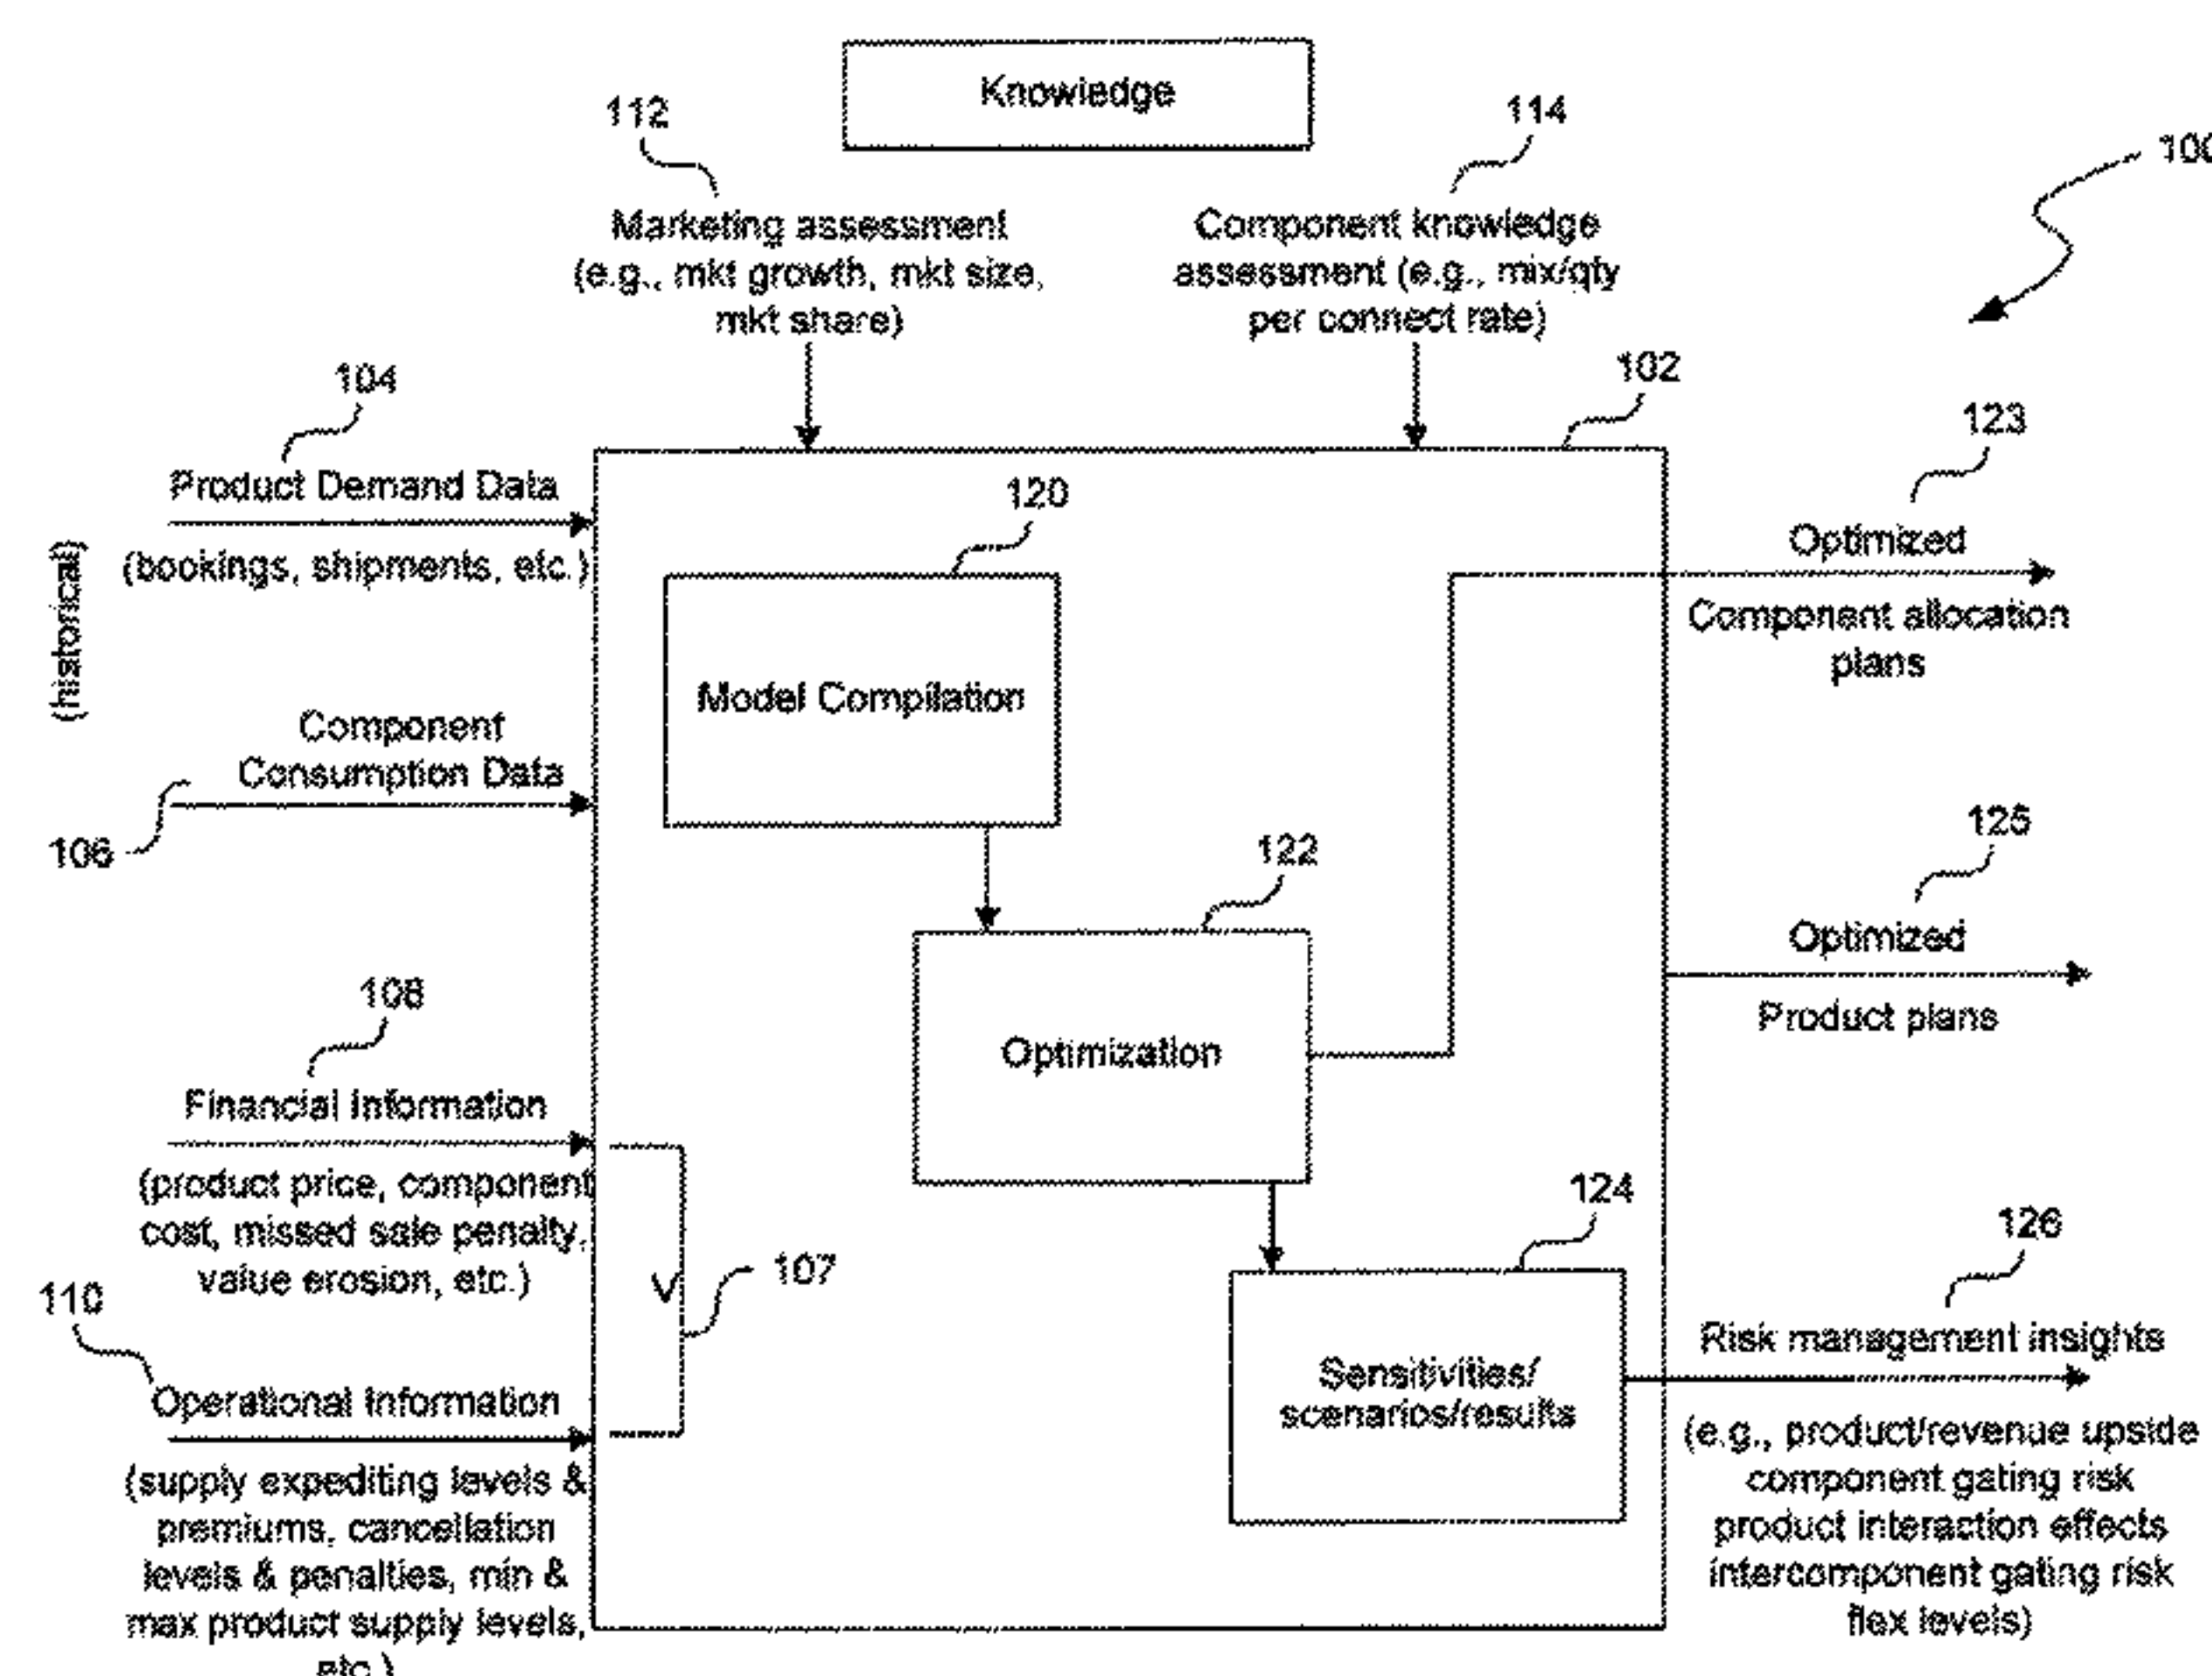 Knowledge
112
114
100
Marketing assessment
(e.g., mkt growth, mkt size,
mkt share)
Component knowledge
assessment (e.g., mix/qty
per connect rate)
102
104
Product Demand Data
(bookings, shipments, etc.)
(historical)
120
Model Compilation
123
Optimized
Component allocation
plans
Component
Consumption Data
106
122
Optimization
125
Optimized
Product plans
108
Financial Information
(product price, component
cost, missed sale penalty,
value erosion, etc.)
107
110
Operational Information
(supply expediting levels &
premiums, cancellation
levels & penalties, min &
max product supply levels,
etc.)
124
Sensitivities/
scenarios/results
126
Risk management insights
(e.g., product/revenue upside
component gating risk
product interaction effects
intercomponent gating risk
flex levels)